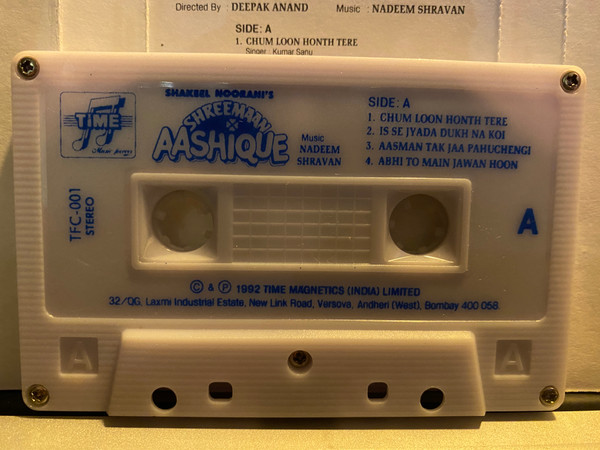 Directed By DEEPAK ANAND Music : NADEEM SHRAVAN
SIDE: A
1. CHUM LOON HONTH TERE
Singer : Kumar Sanu
TIME
SHAKEEL NOORANI'S
SHREEMAAN
AASHIQUE
Music
NADEEM
SHRAVAN
SIDE: A
1. CHUM LOON HONTH TERE
2. IS SE JYADA DUKH NA KOI
3. AASMAN TAK JAA PAHUCHENGI
4. ABHI TO MAIN JAWAN HOON
TFC-001
STEREO
A
© & ℗ 1992 TIME MAGNETICS (INDIA) LIMITED
32/QG, Laxmi Industrial Estate, New Link Road, Versova, Andheri (West), Bombay 400 058.
A
A